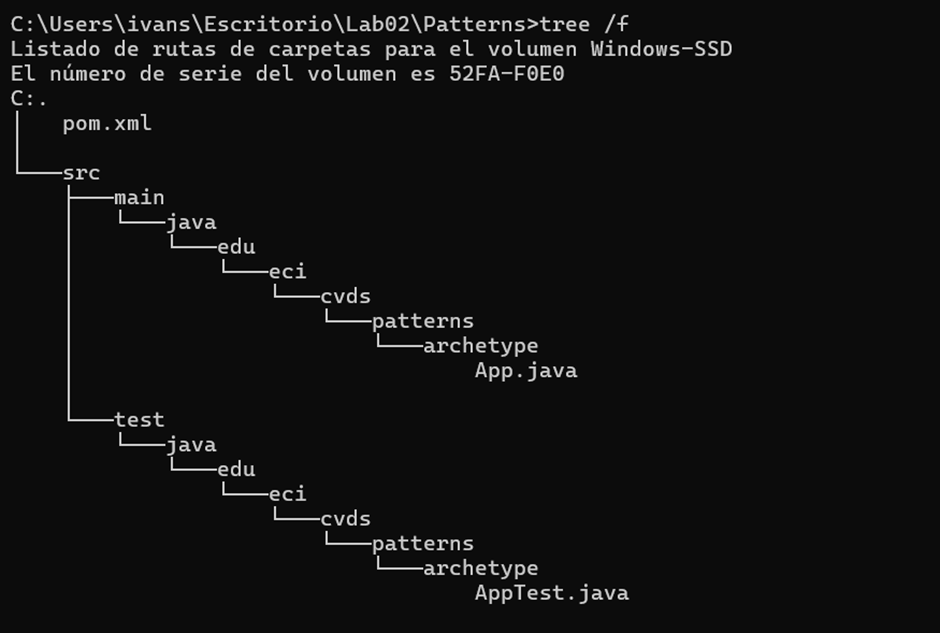 C:\Users\ivans\Escritorio\Lab02\Patterns>tree /f
Listado de rutas de carpetas para el volumen Windows-SSD
El número de serie del volumen es 52FA-F0E0
C:.
│    pom.xml
│
└───src
    ├───main
    │   └───java
    │       └───edu
    │           └───eci
    │               └───cvds
    │                   └───patterns
    │                       └───archetype
    │                               App.java
    │
    └───test
        └───java
            └───edu
                └───eci
                    └───cvds
                        └───patterns
                            └───archetype
                                    AppTest.java